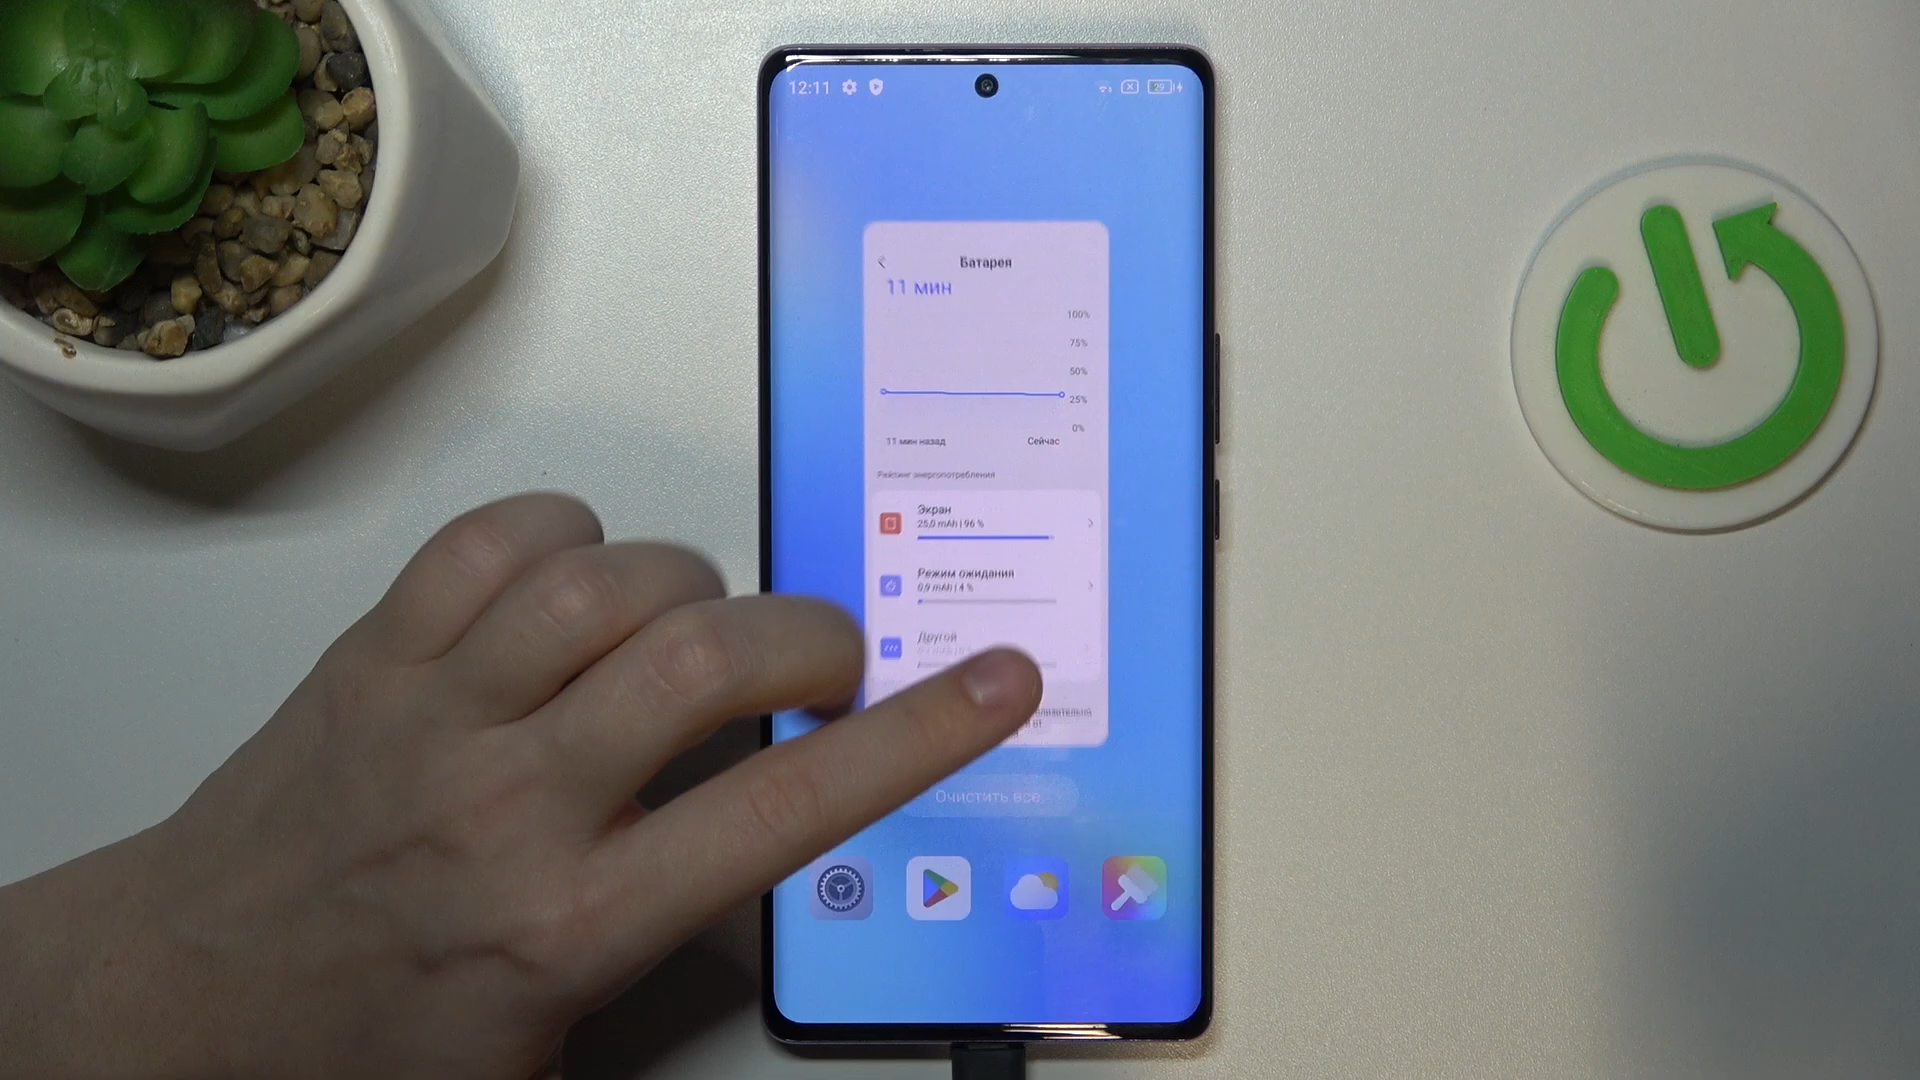 12:11
29
Батарея
11 мин
100%
75%
50%
25%
0%
11 мин назад Сейчас
Рейтинг энергопотребления
Экран
25,0 mAh | 96 %
Режим ожидания
0,9 mAh | 4 %
Другой
Очистить все